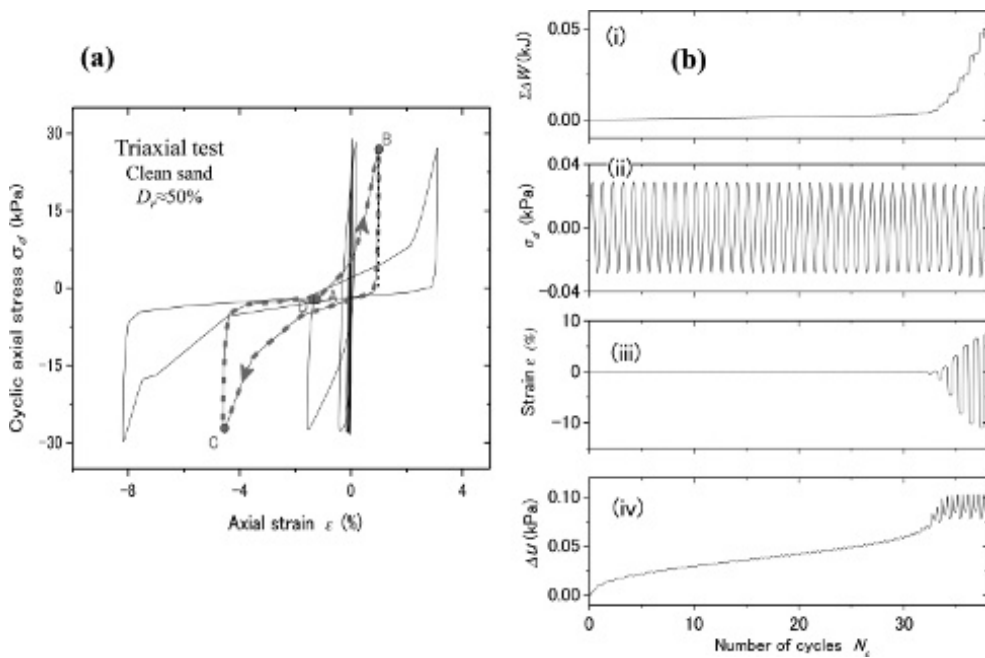 (a)
30
15
0
-15
-30
Cyclic axial stress σd (kPa)
Triaxial test
Clean sand
Dr≈50%
B
A
C
-8
-4
0
4
Axial strain ε (%)
(b)
(i)
0.05
0.00
ΣΔW(kJ)
(ii)
0.04
0.00
-0.04
σd (kPa)
(iii)
10
0
-10
Strain ε (%)
(iv)
0.10
0.05
0.00
Δu (kPa)
0
10
20
30
Number of cycles Nc